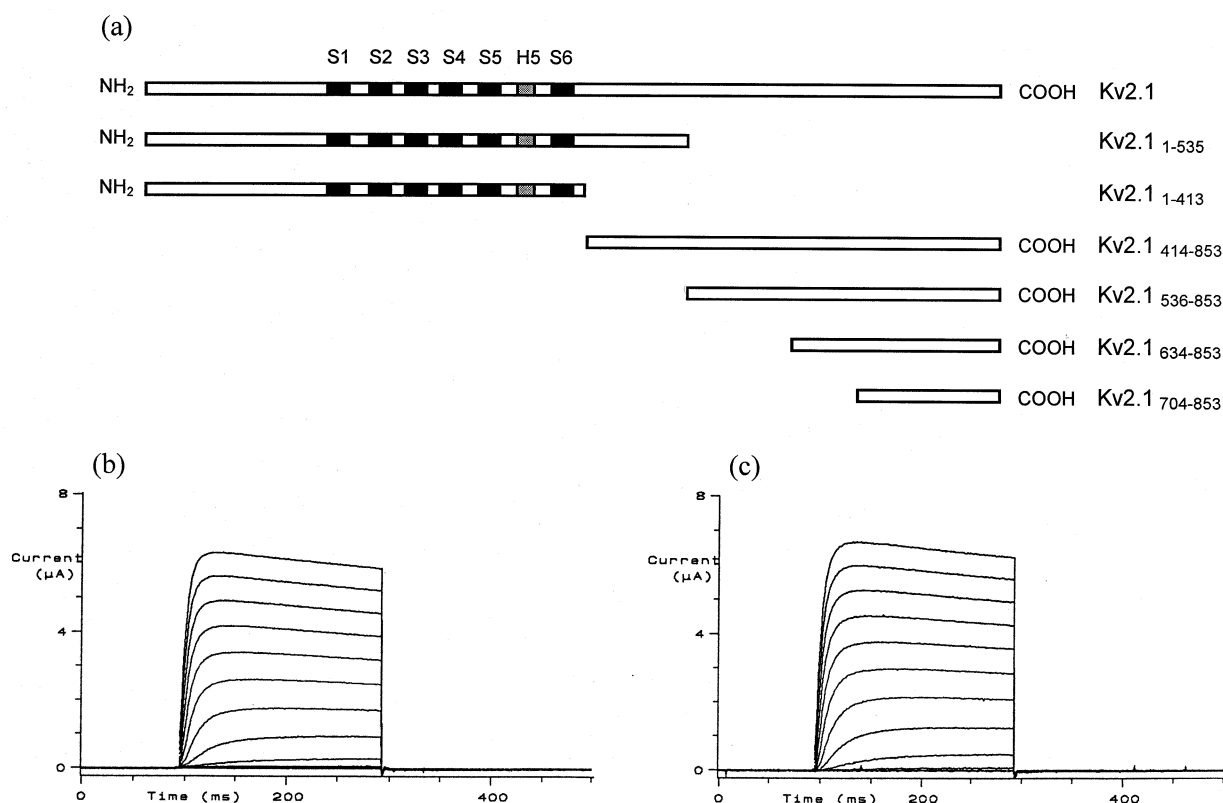 (a)
S1 S2 S3 S4 S5 H5 S6
NH2 COOH Kv2.1
NH2 Kv2.1 1-535
NH2 Kv2.1 1-413
COOH Kv2.1 414-853
COOH Kv2.1 536-853
COOH Kv2.1 634-853
COOH Kv2.1 704-853
(b)
8
Current
(µA)
4
0
0 Time (ms) 200 400
(c)
8
Current
(µA)
4
0
0 Time (ms) 200 400